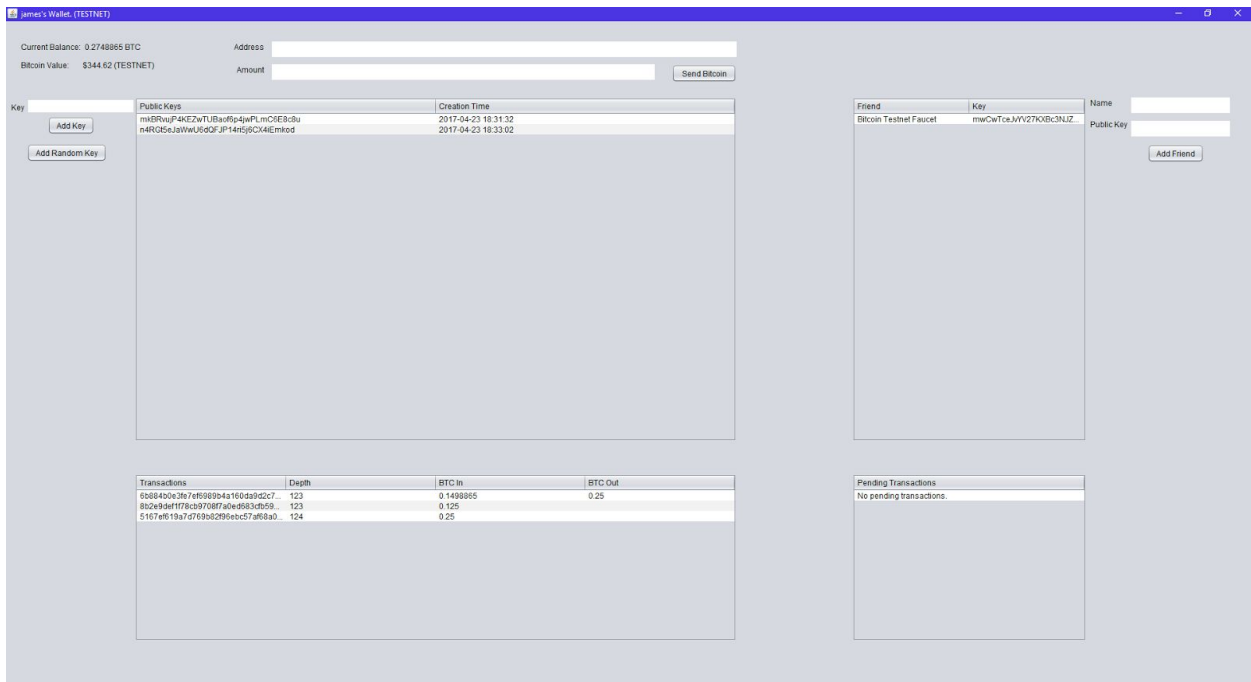 james's Wallet. (TESTNET)
Current Balance: 0.2748865 BTC
Address
Bitcoin Value: $344.62 (TESTNET)
Amount
Send Bitcoin
Key
Add Key
Add Random Key
Public Keys Creation Time
mkBRvujP4KEZwTUBaof6p4jwPLmC6E8c8u 2017-04-23 18:31:32
n4RGt5eJaWwU6dQFJP14ri5j6CX4iEmkod 2017-04-23 18:33:02
Friend Key
Bitcoin Testnet Faucet mwCwTceJvYV27KXBc3NJZ...
Name
Public Key
Add Friend
Transactions Depth BTC In BTC Out
6b884b0e3fe7ef6989b4a160da9d2c7... 123 0.1498865 0.25
8b2e9def1f78cb9708f7a0ed683cfb59... 123 0.125
5167ef619a7d769b82f96ebc57af68a0... 124 0.25
Pending Transactions
No pending transactions.